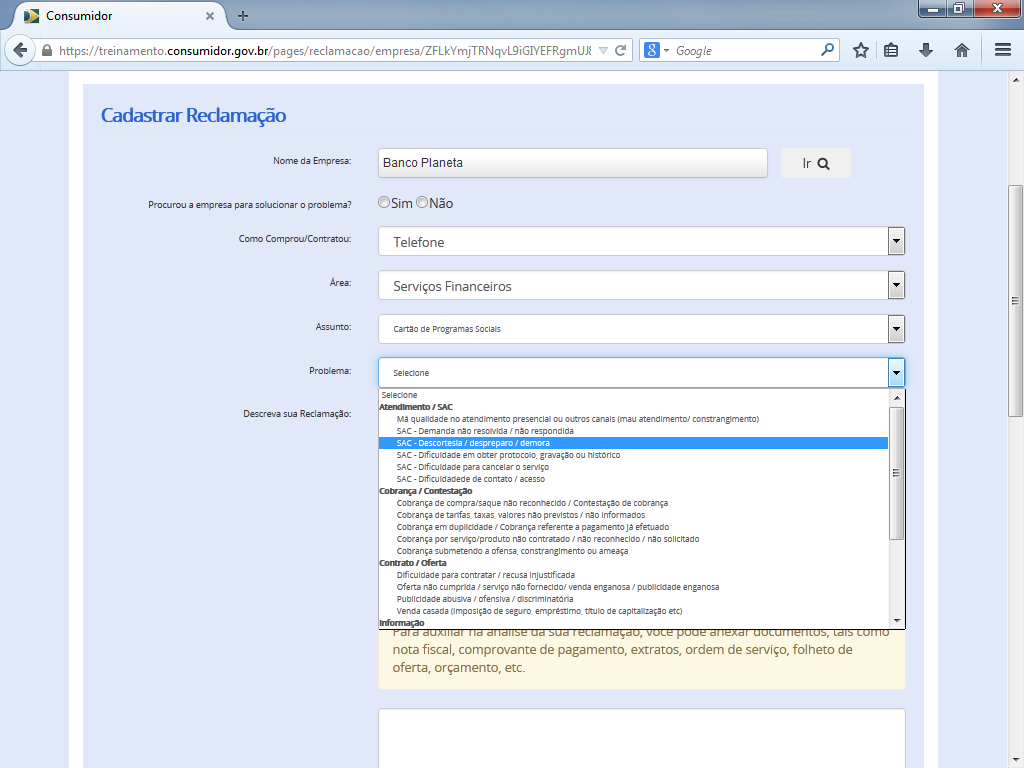 Consumidor
https://treinamento.consumidor.gov.br/pages/reclamacao/empresa/ZFLkYmjTRNqvL9iGIYEFRgmUJ
Google
Cadastrar Reclamação
Nome da Empresa:
Banco Planeta
Ir
Procurou a empresa para solucionar o problema?
Sim Não
Como Comprou/Contratou:
Telefone
Área:
Serviços Financeiros
Assunto:
Cartão de Programas Sociais
Problema:
Selecione
Descreva sua Reclamação:
Selecione
Atendimento / SAC
Má qualidade no atendimento presencial ou outros canais (mau atendimento/ constrangimento)
SAC - Demanda não resolvida / não respondida
SAC - Descortesia / despreparo / demora
SAC - Dificuldade em obter protocolo, gravação ou histórico
SAC - Dificuldade para cancelar o serviço
SAC - Dificuldadede de contato / acesso
Cobrança / Contestação
Cobrança de compra/saque não reconhecido / Contestação de cobrança
Cobrança de tarifas, taxas, valores não previstos / não informados
Cobrança em duplicidade / Cobrança referente a pagamento já efetuado
Cobrança por serviço/produto não contratado / não reconhecido / não solicitado
Cobrança submetendo a ofensa, constrangimento ou ameaça
Contrato / Oferta
Dificuldade para contratar / recusa injustificada
Oferta não cumprida / serviço não fornecido/ venda enganosa / publicidade enganosa
Publicidade abusiva / ofensiva / discriminatória
Venda casada (imposição de seguro, empréstimo, título de capitalização etc)
Informação
Para auxiliar na análise da sua reclamação, você pode anexar documentos, tais como
nota fiscal, comprovante de pagamento, extratos, ordem de serviço, folheto de
oferta, orçamento, etc.